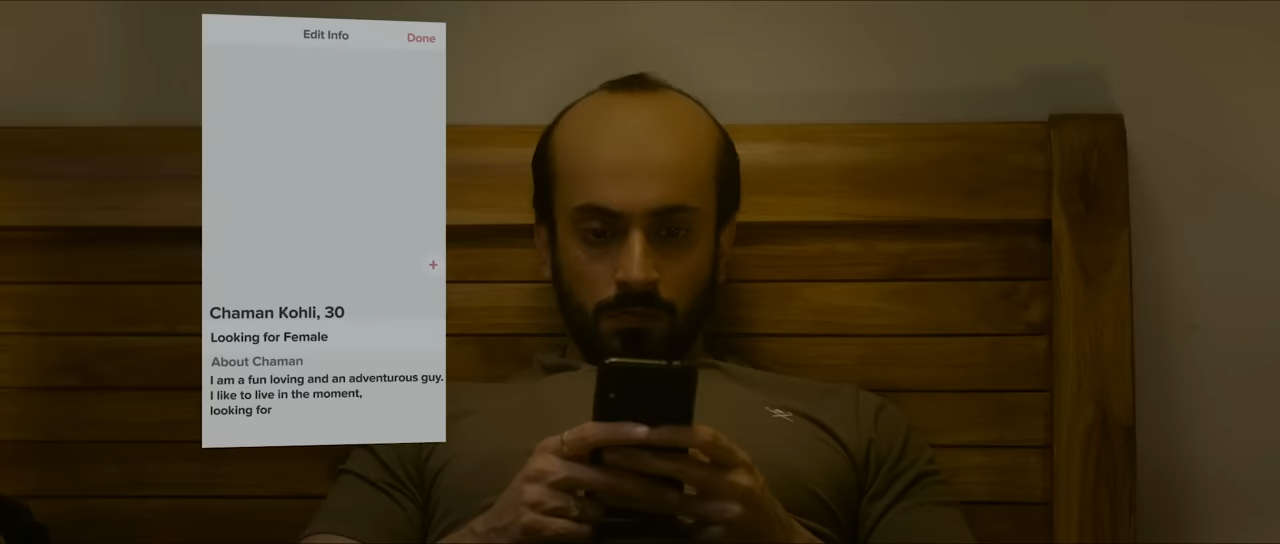 Edit Info
Done
Chaman Kohli, 30
Looking for Female
About Chaman
I am a fun loving and an adventurous guy.
I like to live in the moment,
looking for